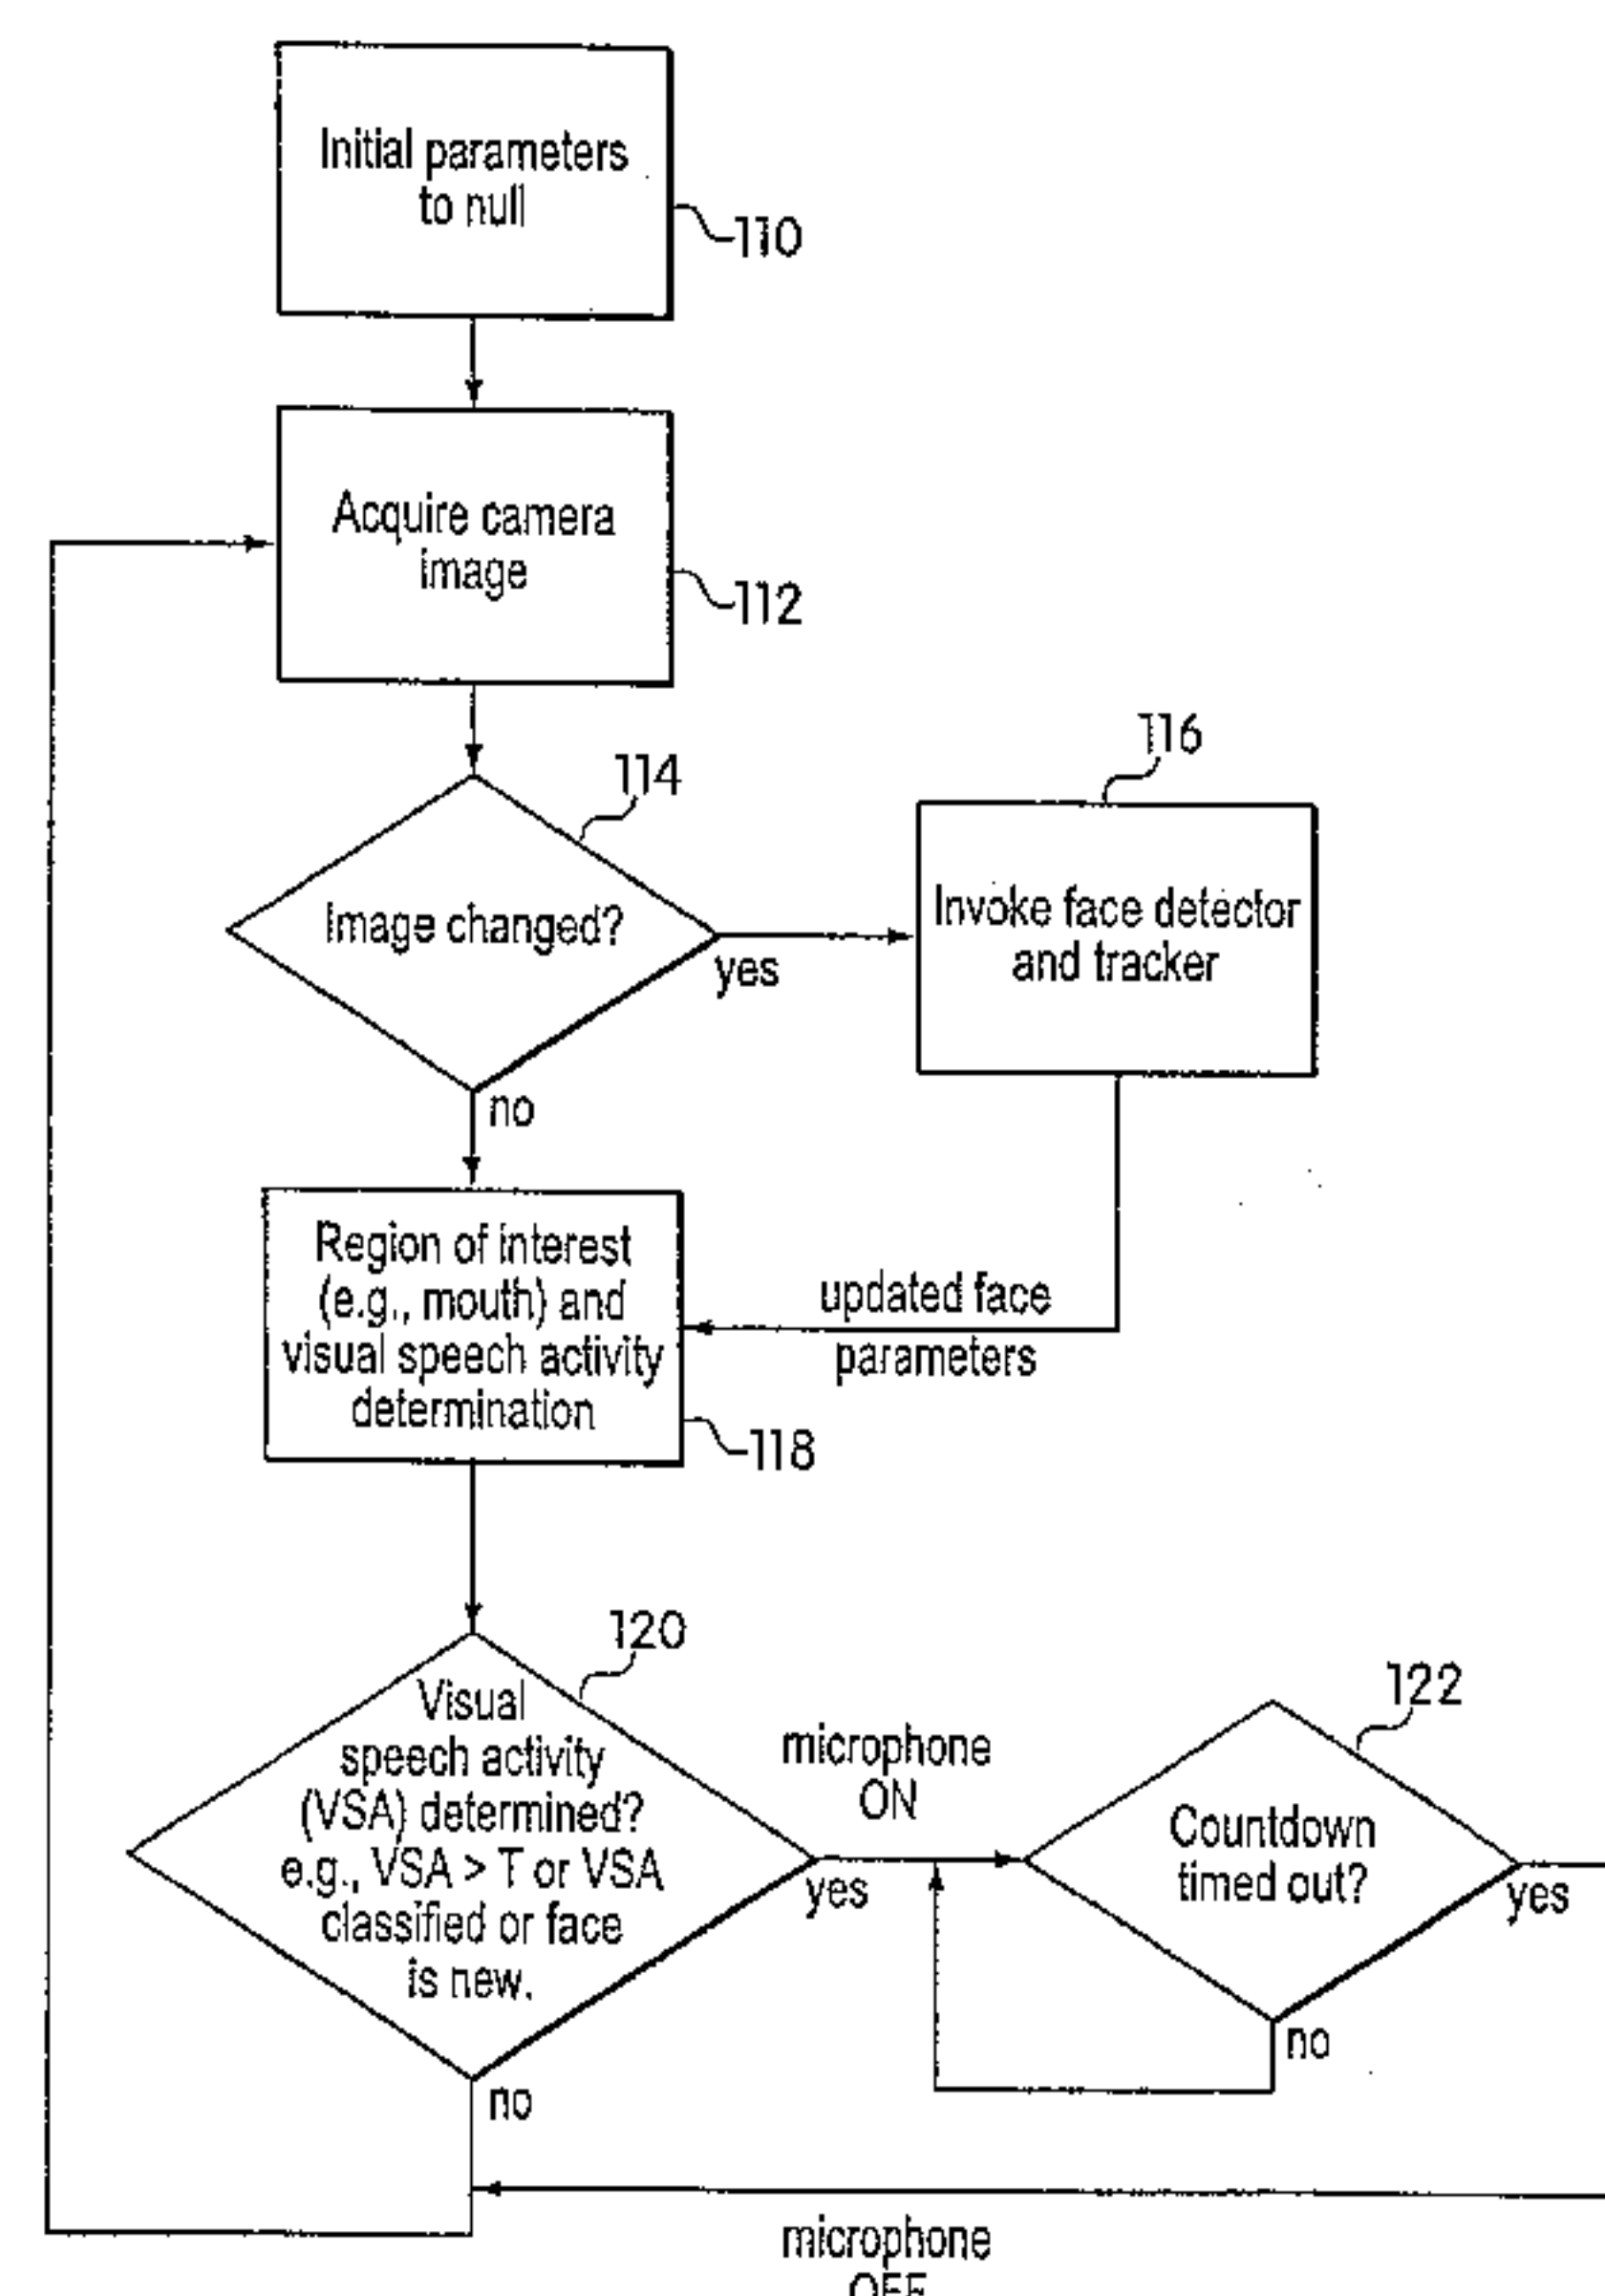 Initial parameters
to null
110
Acquire camera
image
112
114
Image changed?
yes
no
116
Invoke face detector
and tracker
Region of interest
(e.g., mouth) and
visual speech activity
determination
118
updated face
parameters
120
Visual
speech activity
(VSA) determined?
e.g., VSA > T or VSA
classified or face
is new.
yes
no
microphone
ON
122
Countdown
timed out?
yes
no
microphone
OFF